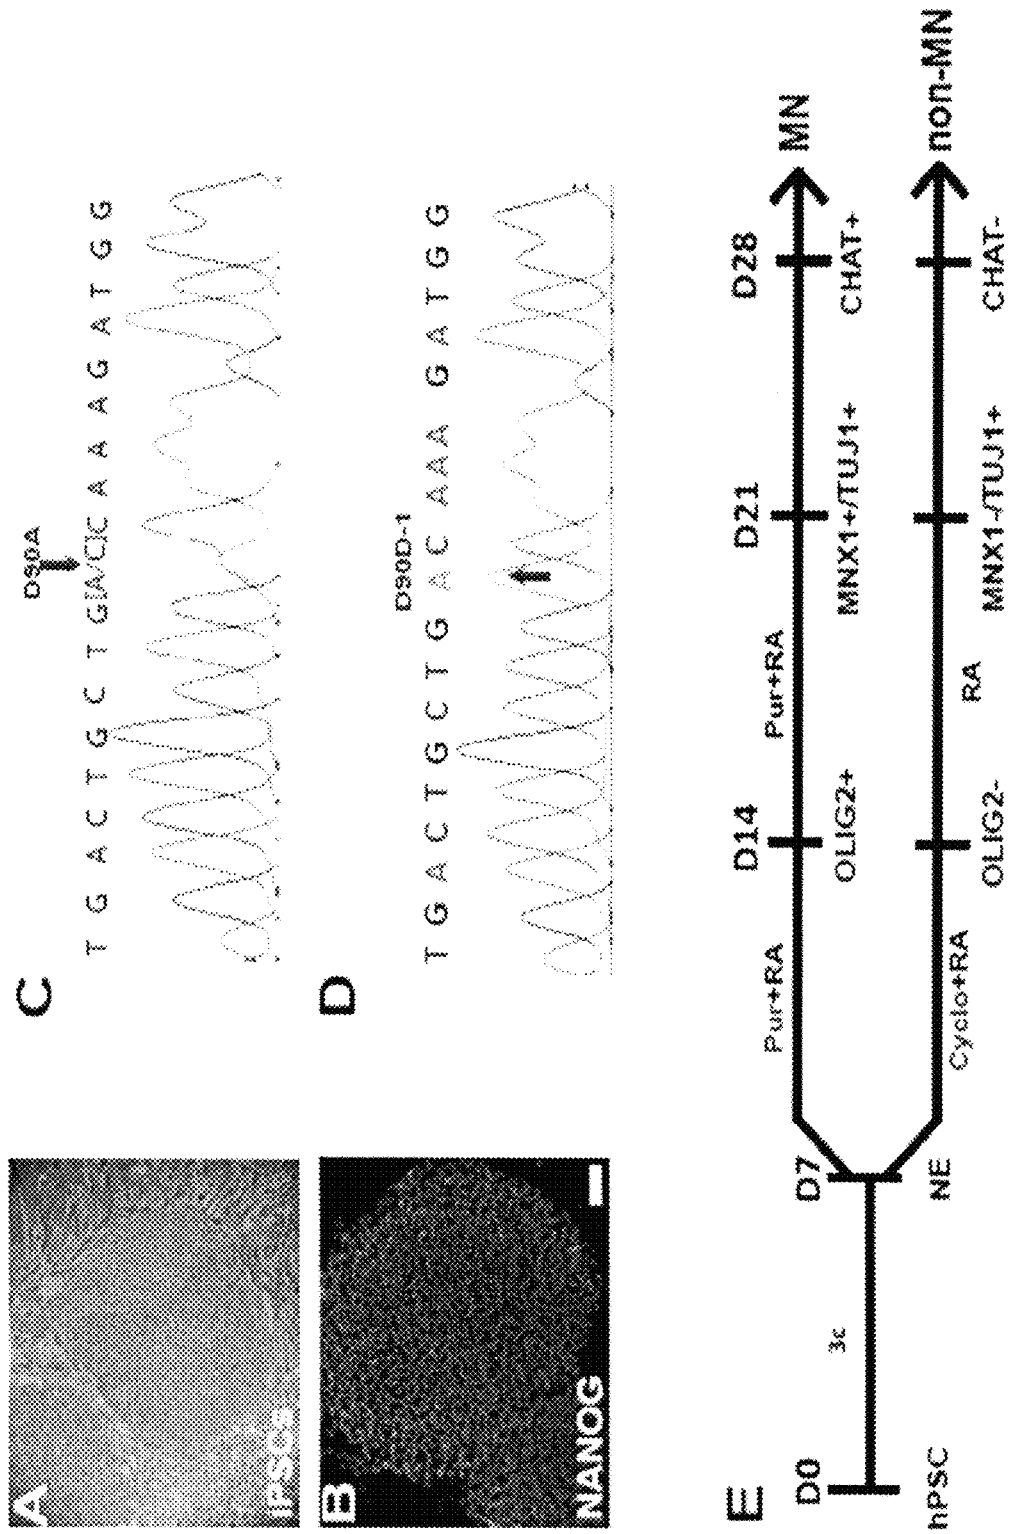 A
iPSCs
B
NANOG
C
D90A
T G A C T G C T G[A/C]C A A A G A T G G
D
D90D-1
T G A C T G C T G A C A A A G A T G G
E
D0
D7
D14
D21
D28
3c
Pur+RA
Pur+RA
MN
hPSC
NE
OLIG2+
MNX1+/TUJ1+
CHAT+
Cyclo+RA
RA
non-MN
OLIG2-
MNX1-/TUJ1+
CHAT-